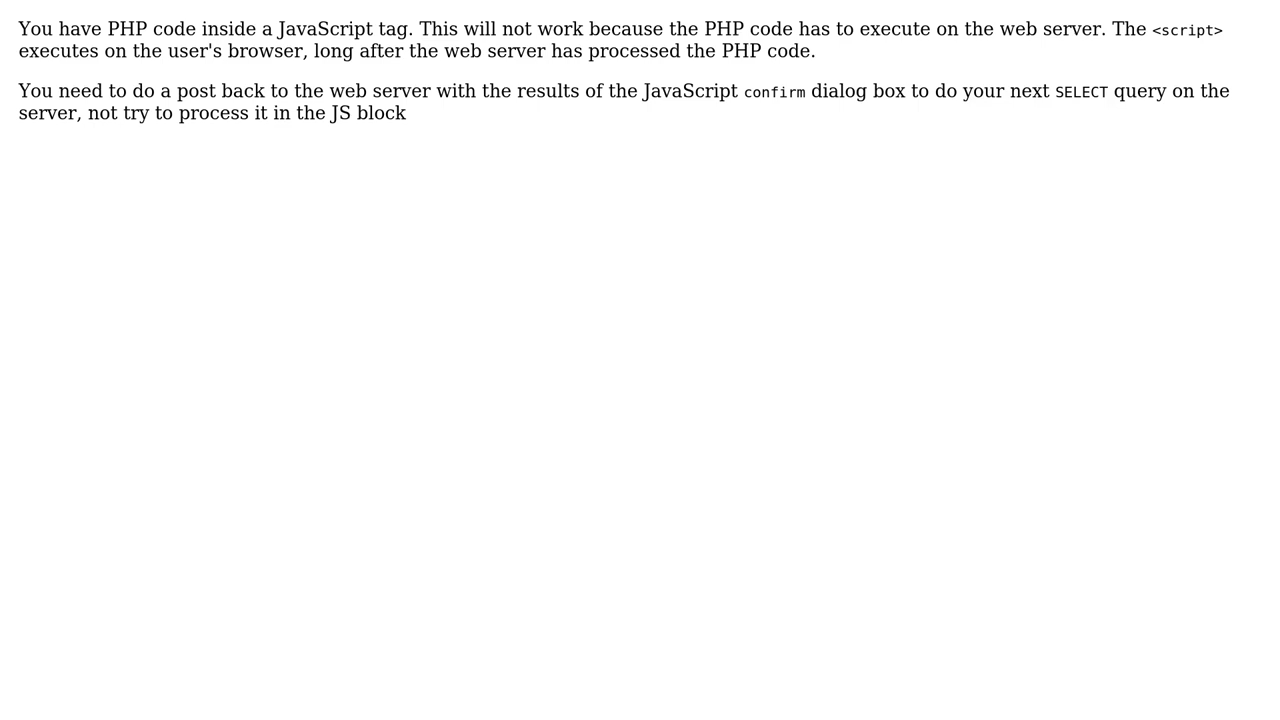 You have PHP code inside a JavaScript tag. This will not work because the PHP code has to execute on the web server. The <script>
executes on the user's browser, long after the web server has processed the PHP code.
You need to do a post back to the web server with the results of the JavaScript confirm dialog box to do your next SELECT query on the
server, not try to process it in the JS block